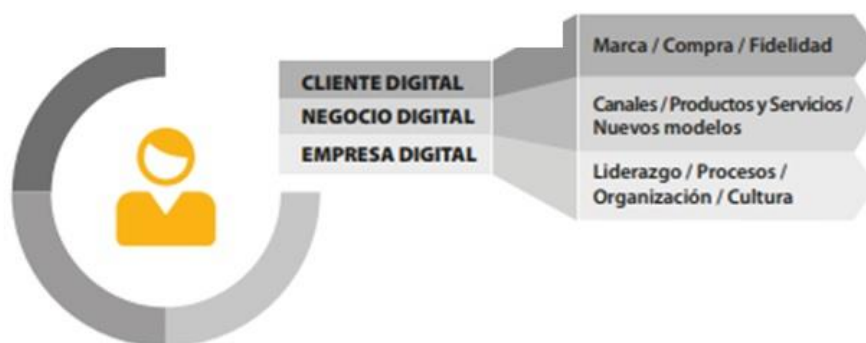 CLIENTE DIGITAL
NEGOCIO DIGITAL
EMPRESA DIGITAL
Marca / Compra / Fidelidad
Canales / Productos y Servicios /
Nuevos modelos
Liderazgo / Procesos /
Organización / Cultura